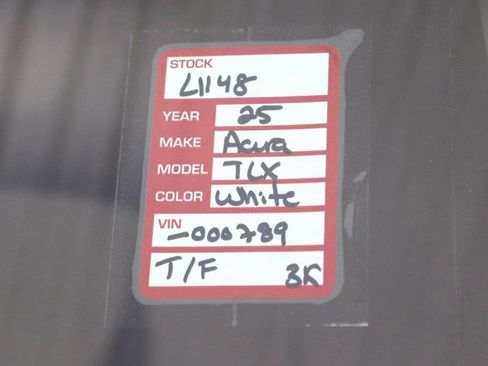 STOCK
L1148
YEAR 25
MAKE Acura
MODEL TLX
COLOR White
VIN
-000789
T/F 3K